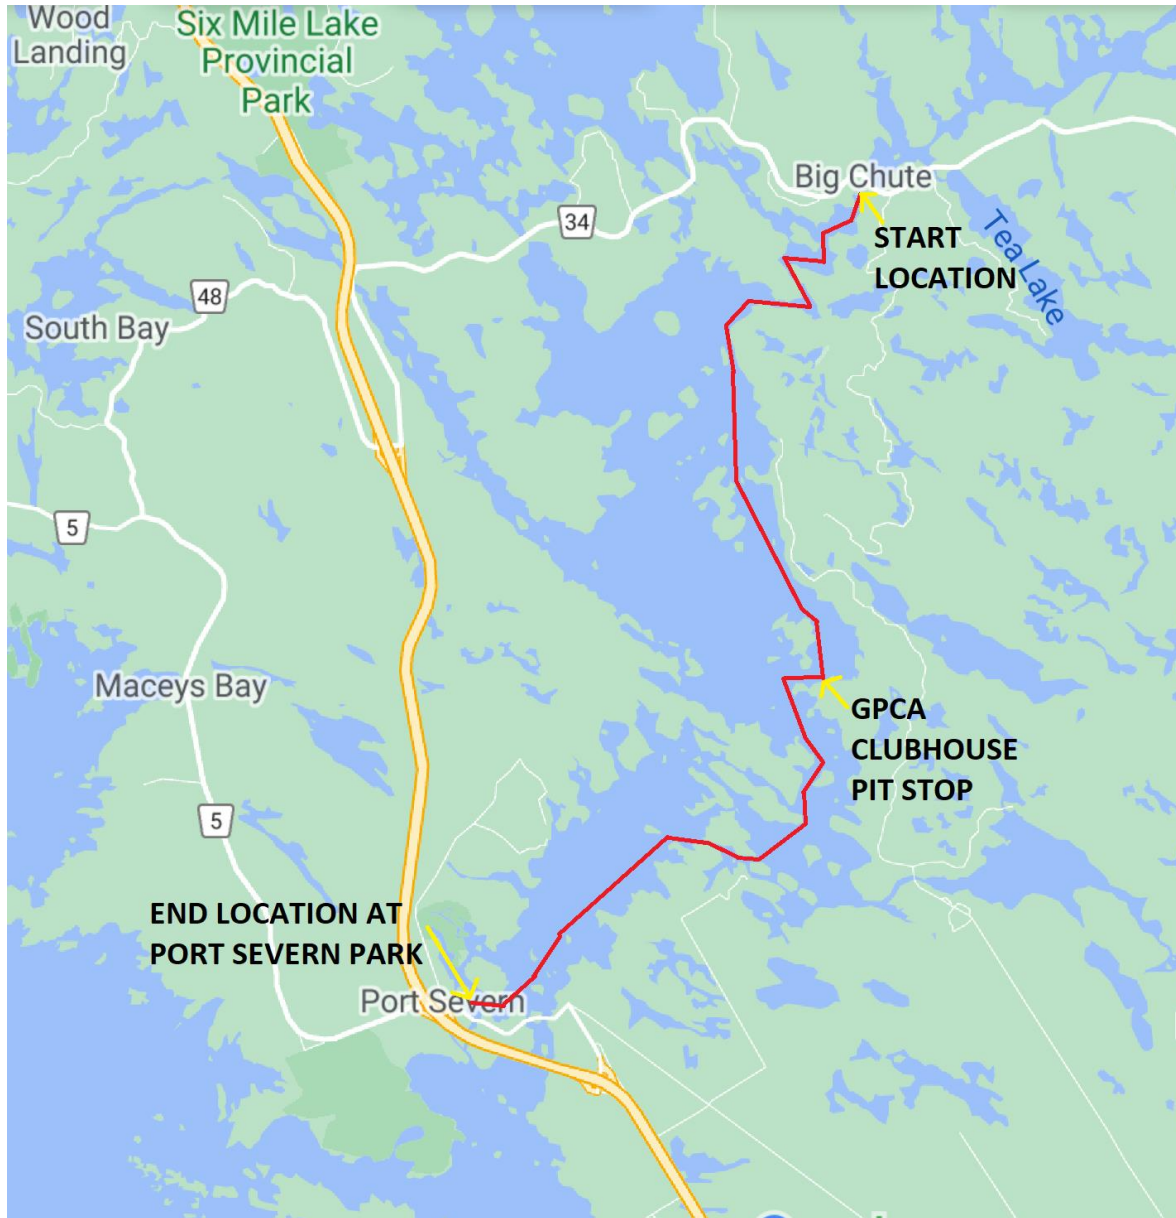 Wood
Landing
Six Mile Lake
Provincial
Park
Big Chute
34
START
LOCATION
Tea Lake
48
South Bay
5
Maceys Bay
GPCA
CLUBHOUSE
PIT STOP
5
END LOCATION AT
PORT SEVERN PARK
Port Severn